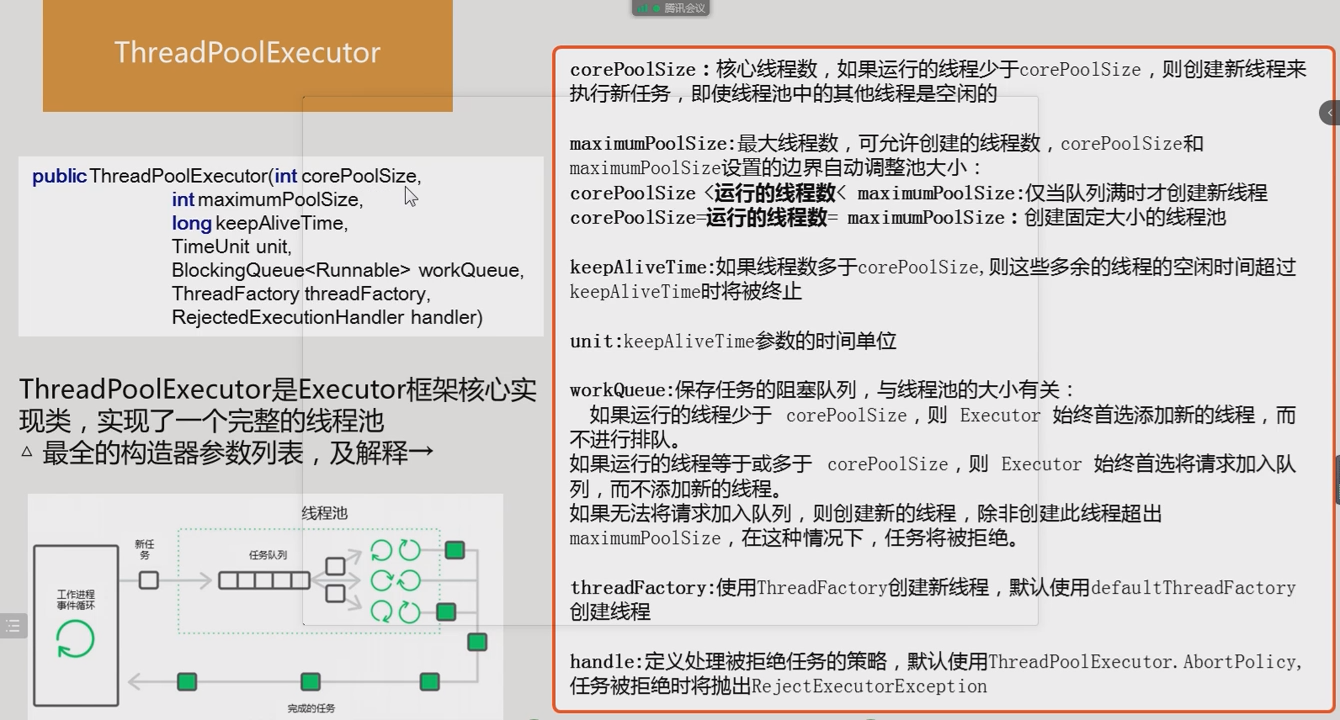 腾讯会议
ThreadPoolExecutor
public ThreadPoolExecutor(int corePoolSize,
int maximumPoolSize,
long keepAliveTime,
TimeUnit unit,
BlockingQueue<Runnable> workQueue,
ThreadFactory threadFactory,
RejectedExecutionHandler handler)
ThreadPoolExecutor是Executor框架核心实
现类，实现了一个完整的线程池
△ 最全的构造器参数列表，及解释→
线程池
新任
务
任务队列
工作进程
事件循环
完成的任务
corePoolSize：核心线程数，如果运行的线程少于corePoolSize，则创建新线程来
执行新任务，即使线程池中的其他线程是空闲的
maximumPoolSize:最大线程数，可允许创建的线程数，corePoolSize和
maximumPoolSize设置的边界自动调整池大小：
corePoolSize <运行的线程数< maximumPoolSize:仅当队列满时才创建新线程
corePoolSize=运行的线程数= maximumPoolSize：创建固定大小的线程池
keepAliveTime:如果线程数多于corePoolSize,则这些多余的线程的空闲时间超过
keepAliveTime时将被终止
unit:keepAliveTime参数的时间单位
workQueue:保存任务的阻塞队列，与线程池的大小有关：
如果运行的线程少于 corePoolSize，则 Executor 始终首选添加新的线程，而
不进行排队。
如果运行的线程等于或多于 corePoolSize，则 Executor 始终首选将请求加入队
列，而不添加新的线程。
如果无法将请求加入队列，则创建新的线程，除非创建此线程超出
maximumPoolSize，在这种情况下，任务将被拒绝。
threadFactory:使用ThreadFactory创建新线程，默认使用defaultThreadFactory
创建线程
handle:定义处理被拒绝任务的策略，默认使用ThreadPoolExecutor.AbortPolicy,
任务被拒绝时将抛出RejectExecutorException